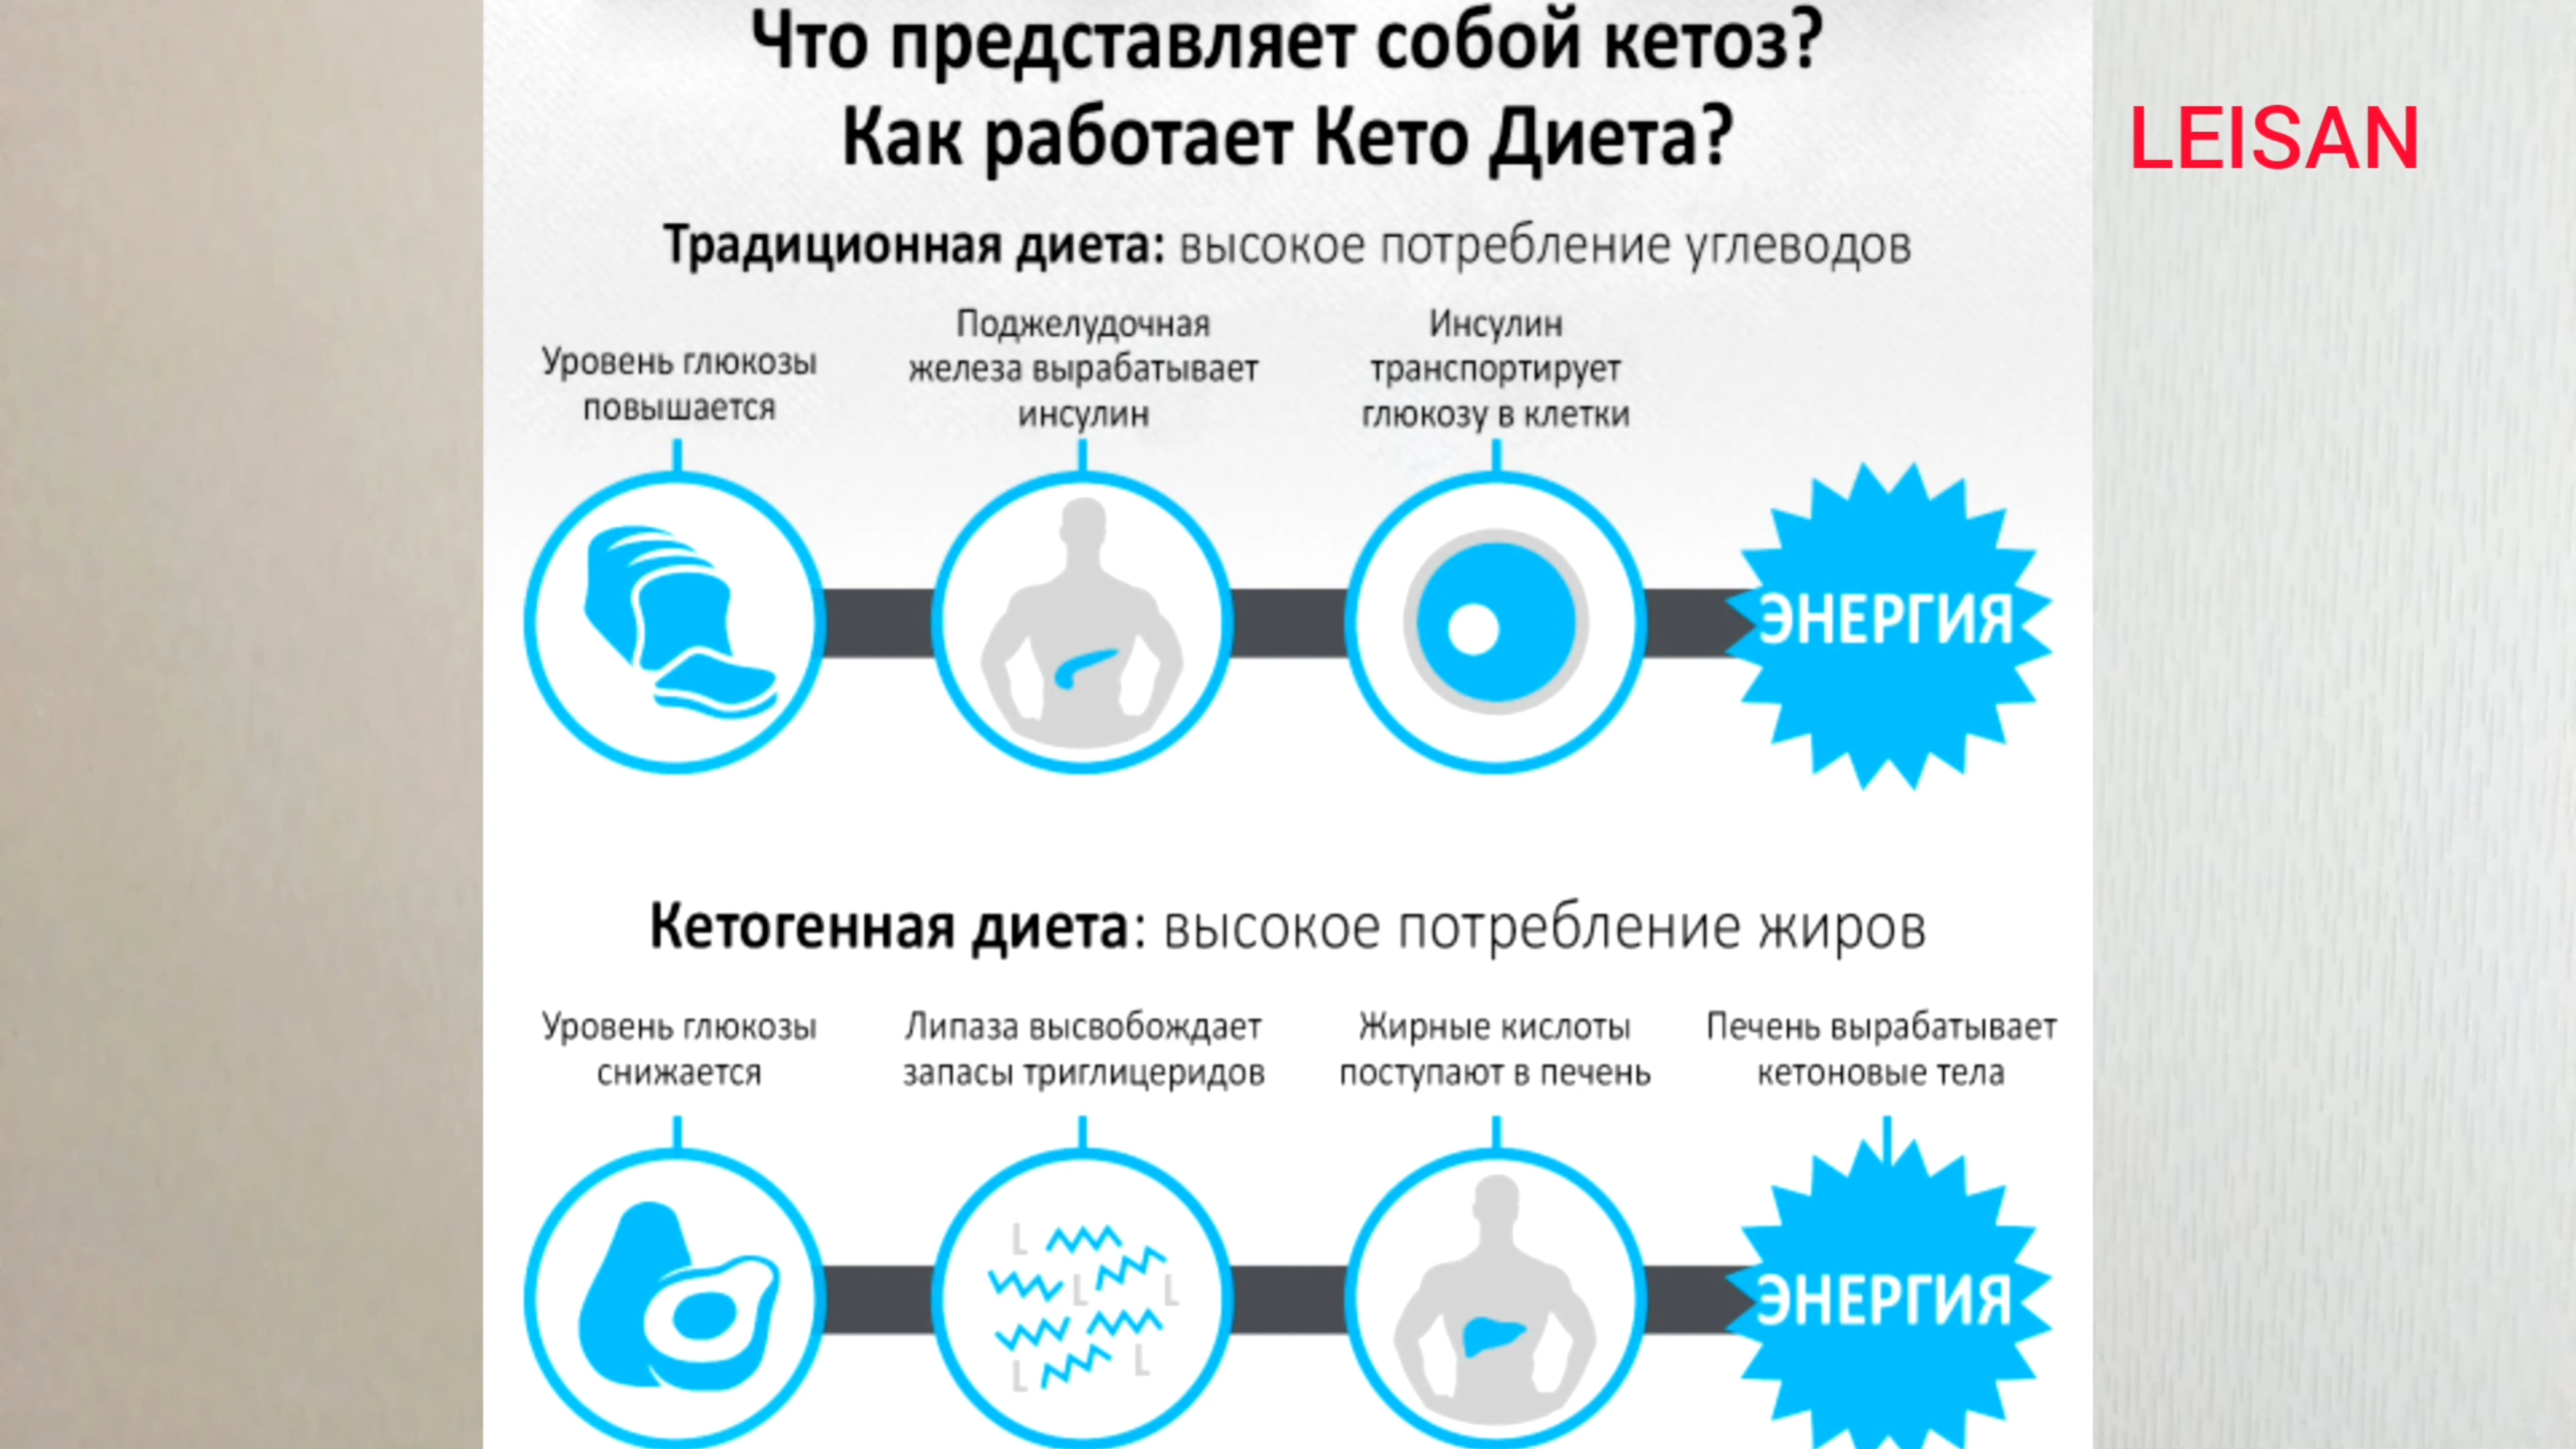 Что представляет собой кетоз?
Как работает Кето Диета?
LEISAN
Традиционная диета: высокое потребление углеводов
Уровень глюкозы
повышается
Поджелудочная
железа вырабатывает
инсулин
Инсулин
транспортирует
глюкозу в клетки
ЭНЕРГИЯ
Кетогенная диета: высокое потребление жиров
Уровень глюкозы
снижается
Липаза высвобождает
запасы триглицеридов
Жирные кислоты
поступают в печень
Печень вырабатывает
кетоновые тела
L
L
L
L
L
ЭНЕРГИЯ